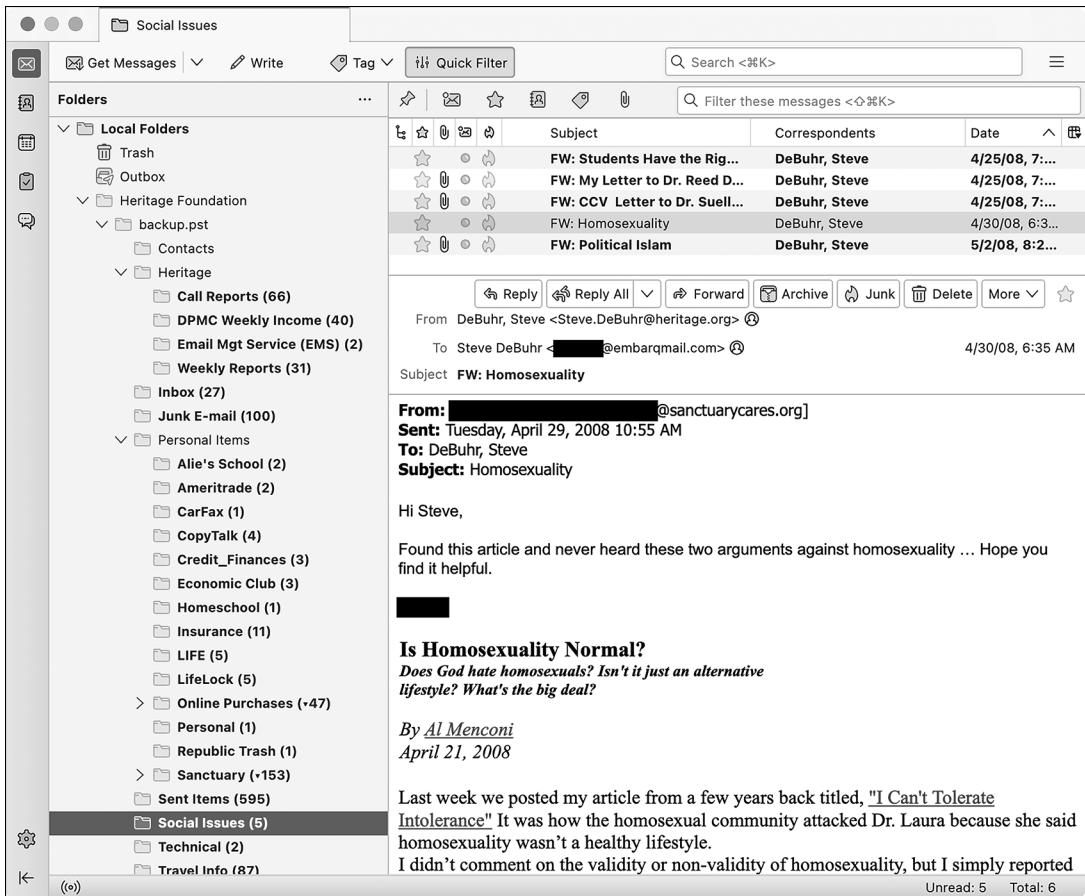 Social Issues
Get Messages
Write
Tag
Quick Filter
Search <⌘K>
Folders
...
Filter these messages <⇧⌘K>
Local Folders
Trash
Outbox
Heritage Foundation
backup.pst
Contacts
Heritage
Call Reports (66)
DPMC Weekly Income (40)
Email Mgt Service (EMS) (2)
Weekly Reports (31)
Inbox (27)
Junk E-mail (100)
Personal Items
Alie's School (2)
Ameritrade (2)
CarFax (1)
CopyTalk (4)
Credit_Finances (3)
Economic Club (3)
Homeschool (1)
Insurance (11)
LIFE (5)
LifeLock (5)
Online Purchases (▾47)
Personal (1)
Republic Trash (1)
Sanctuary (▾153)
Sent Items (595)
Social Issues (5)
Technical (2)
Travel Info (87)
Subject Correspondents Date
FW: Students Have the Rig... DeBuhr, Steve 4/25/08, 7:...
FW: My Letter to Dr. Reed D... DeBuhr, Steve 4/25/08, 7:...
FW: CCV Letter to Dr. Suell... DeBuhr, Steve 4/25/08, 7:...
FW: Homosexuality DeBuhr, Steve 4/30/08, 6:3...
FW: Political Islam DeBuhr, Steve 5/2/08, 8:2...
Reply Reply All Forward Archive Junk Delete More
From DeBuhr, Steve <Steve.DeBuhr@heritage.org>
To Steve DeBuhr < @embarqmail.com> 4/30/08, 6:35 AM
Subject FW: Homosexuality
From: @sanctuarycares.org]
Sent: Tuesday, April 29, 2008 10:55 AM
To: DeBuhr, Steve
Subject: Homosexuality
Hi Steve,
Found this article and never heard these two arguments against homosexuality … Hope you
find it helpful.
Is Homosexuality Normal?
Does God hate homosexuals? Isn't it just an alternative
lifestyle? What's the big deal?
By Al Menconi
April 21, 2008
Last week we posted my article from a few years back titled, "I Can't Tolerate
Intolerance" It was how the homosexual community attacked Dr. Laura because she said
homosexuality wasn't a healthy lifestyle.
I didn't comment on the validity or non-validity of homosexuality, but I simply reported
Unread: 5 Total: 6